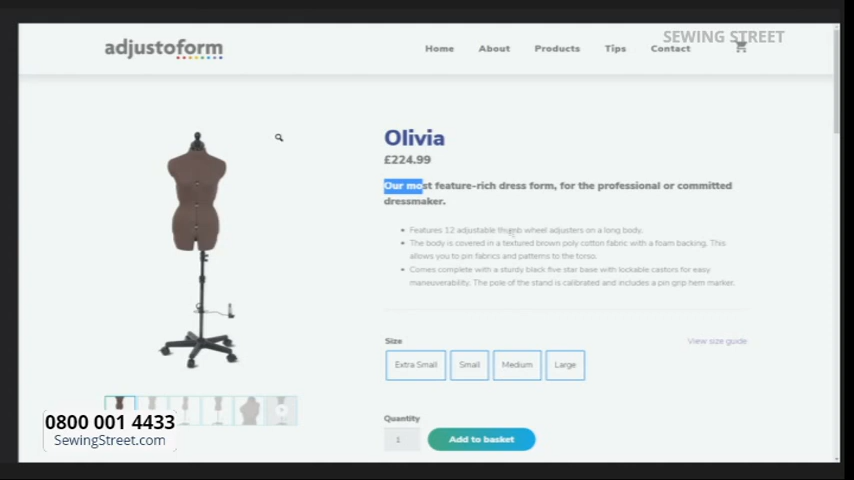 SEWING STREET
adjustoform
Home About Products Tips Contact
Olivia
£224.99
Our most feature-rich dress form, for the professional or committed
dressmaker.
Features 12 adjustable thumb wheel adjusters on a long body.
The body is covered in a textured brown poly cotton fabric with a foam backing. This
allows you to pin fabrics and patterns to the torso.
Comes complete with a sturdy black five star base with lockable castors for easy
maneuverability. The pole of the stand is calibrated and includes a pin grip hem marker.
Size
View size guide
Extra Small Small Medium Large
Quantity
1
Add to basket
0800 001 4433
SewingStreet.com